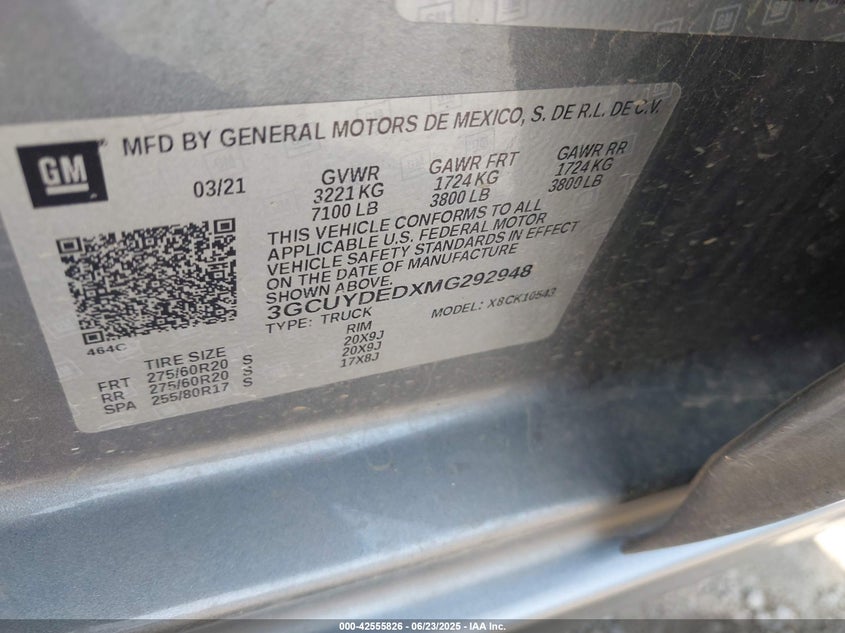 GM
MFD BY GENERAL MOTORS DE MEXICO, S. DE R.L. DE C.V.
03/21
GVWR GAWR FRT GAWR RR
3221 KG 1724 KG 1724 KG
7100 LB 3800 LB 3800 LB
THIS VEHICLE CONFORMS TO ALL
APPLICABLE U.S. FEDERAL MOTOR
VEHICLE SAFETY STANDARDS IN EFFECT
ON THE DATE OF MANUFACTURE
SHOWN ABOVE.
3GCUYDEDXMG292948
TYPE: TRUCK MODEL: X8CK10543
464C
TIRE SIZE RIM
FRT 275/60R20 S 20X9J
RR 275/60R20 S 20X9J
SPA 255/80R17 S 17X8J
000-42555826 - 06/23/2025 - IAA Inc.